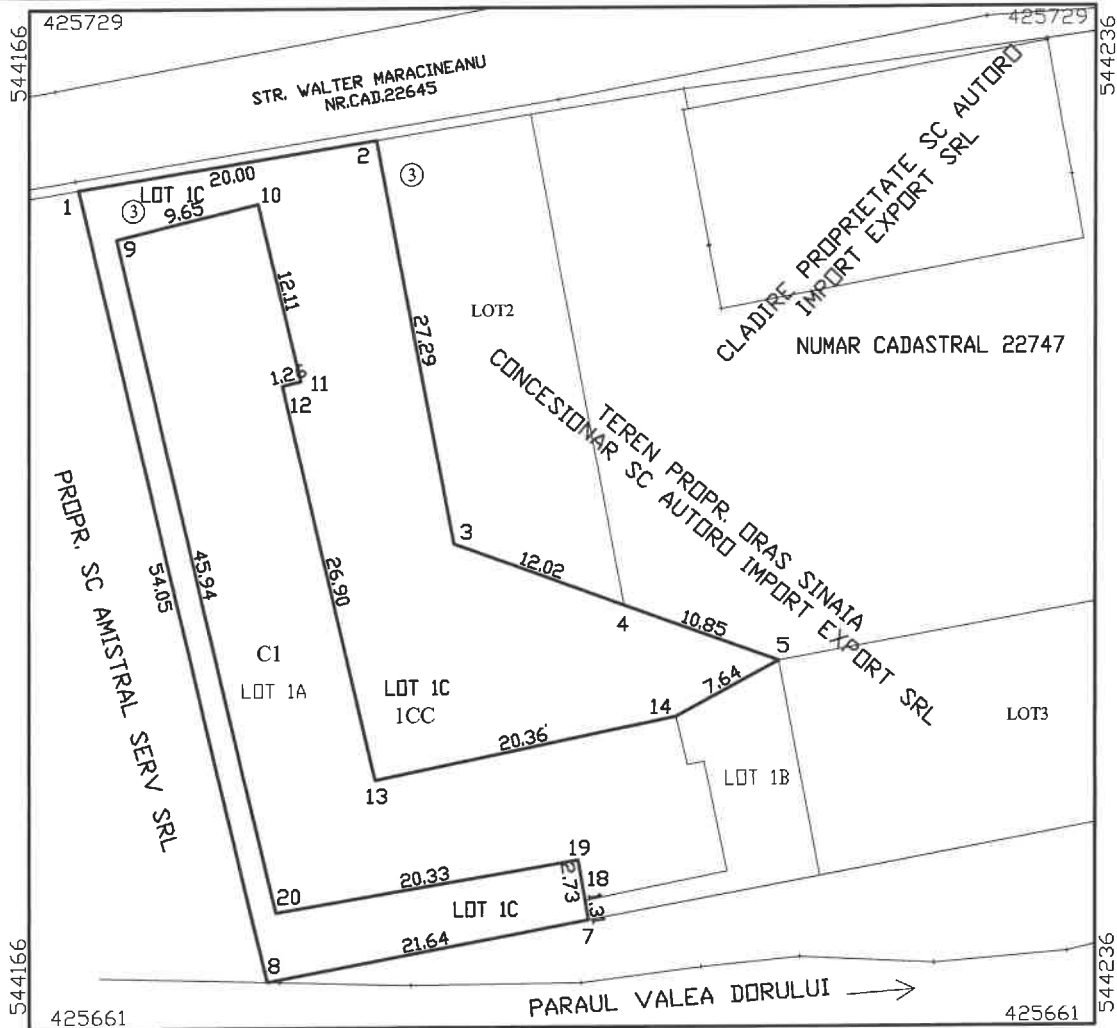 425729
425729
544166
544236
STR. WALTER MARACINEANU
NR.CAD.22645
2
3
20.00
LOT 1C
1
3
9.65
10
9
12.11
27.29
LOT2
CLADIRE PROPRIETATE SC AUTORO
IMPORT EXPORT SRL
NUMAR CADASTRAL 22747
1.26
11
12
TEREN PROPR. ORAS SINAIA
CONCESIONAR SC AUTORO IMPORT EXPORT SRL
PROPR. SC AMISTRAL SERV SRL
54.05
45.94
26.90
3
12.02
4
10.85
5
7.64
C1
LOT 1A
LOT 1C
1CC
14
20.36
LOT3
LOT 1B
13
19
20.33
2.73
18
20
LOT 1C
1.31
7
21.64
8
PARAUL VALEA DORULUI
544166
544236
425661
425661